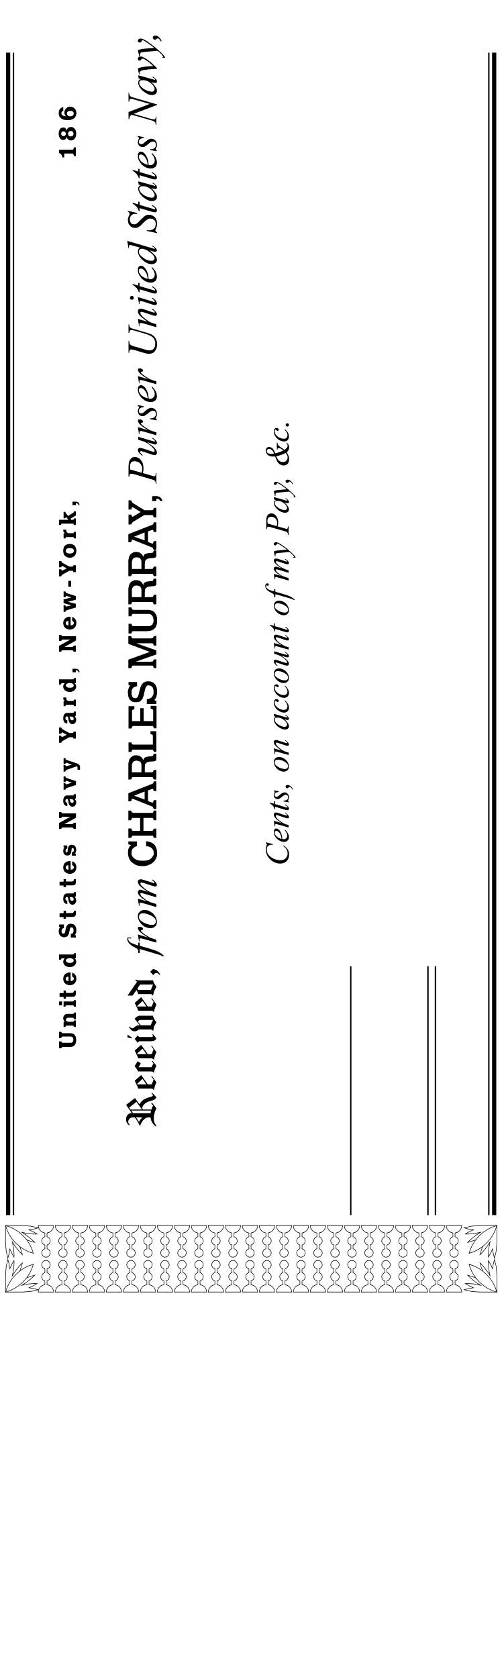 United States Navy Yard, New-York, 186
Received, from CHARLES MURRAY, Purser United States Navy,
Cents, on account of my Pay, &c.